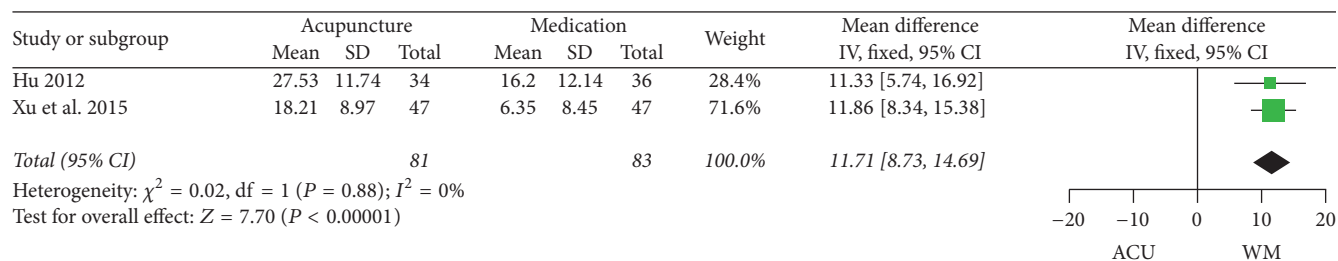 Study or subgroup Acupuncture Medication Weight Mean difference Mean difference
Mean SD Total Mean SD Total IV, fixed, 95% CI IV, fixed, 95% CI
Hu 2012 27.53 11.74 34 16.2 12.14 36 28.4% 11.33 [5.74, 16.92]
Xu et al. 2015 18.21 8.97 47 6.35 8.45 47 71.6% 11.86 [8.34, 15.38]
Total (95% CI) 81 83 100.0% 11.71 [8.73, 14.69]
Heterogeneity: χ² = 0.02, df = 1 (P = 0.88); I² = 0%
Test for overall effect: Z = 7.70 (P < 0.00001)
−20 −10 0 10 20
ACU WM